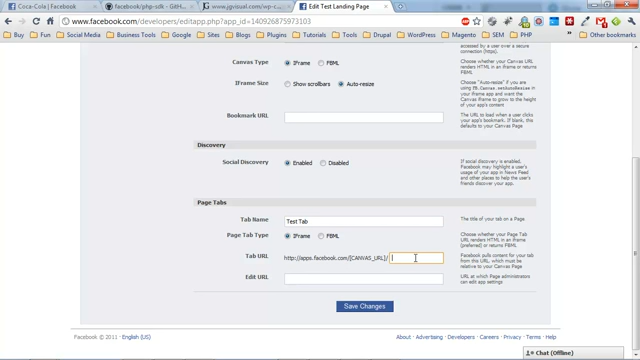 Coca-Cola
facebook/php-sdk - GitH...
www.jgvisual.com/wp-c...
Edit Test Landing Page
www.facebook.com/developers/editapp.php?app_id=140926875973103
Buy
Fun
Social Media
Business
Tools
Tutorials
Tools
Drupal
WordPress
Magento
SEM
PHP
Other bookmarks
accessed by a user over a secure connection (https).
Canvas Type
IFrame
FBML
Choose whether your Canvas URL renders HTML in an iframe or returns FBML
IFrame Size
Show scrollbars
Auto-resize
Choose "Auto-resize" if you are using FB.Canvas.setAutoResize in your iframe app and want the Canvas iframe to grow to the height of your app's content
Bookmark URL
The URL to load when a user clicks your app's bookmark. If blank, this defaults to your Canvas Page
Discovery
Social Discovery
Enabled
Disabled
If social discovery is enabled, Facebook may highlight a user's usage of your app in News Feed and other places to help the user's friends discover your app.
Page Tabs
Tab Name
Test Tab
The title of your tab on a Page
Page Tab Type
IFrame
FBML
Choose whether your Page Tab URL renders HTML in an iframe (preferred) or returns FBML
Tab URL
http://apps.facebook.com/[CANVAS_URL]/
Facebook pulls content for your tab from this URL, which must be relative to your Canvas Page
Edit URL
URL at which Page administrators can edit app settings
Save Changes
Facebook © 2011 · English (US)
About · Advertising · Developers · Careers · Privacy · Terms · Help
Chat (Offline)